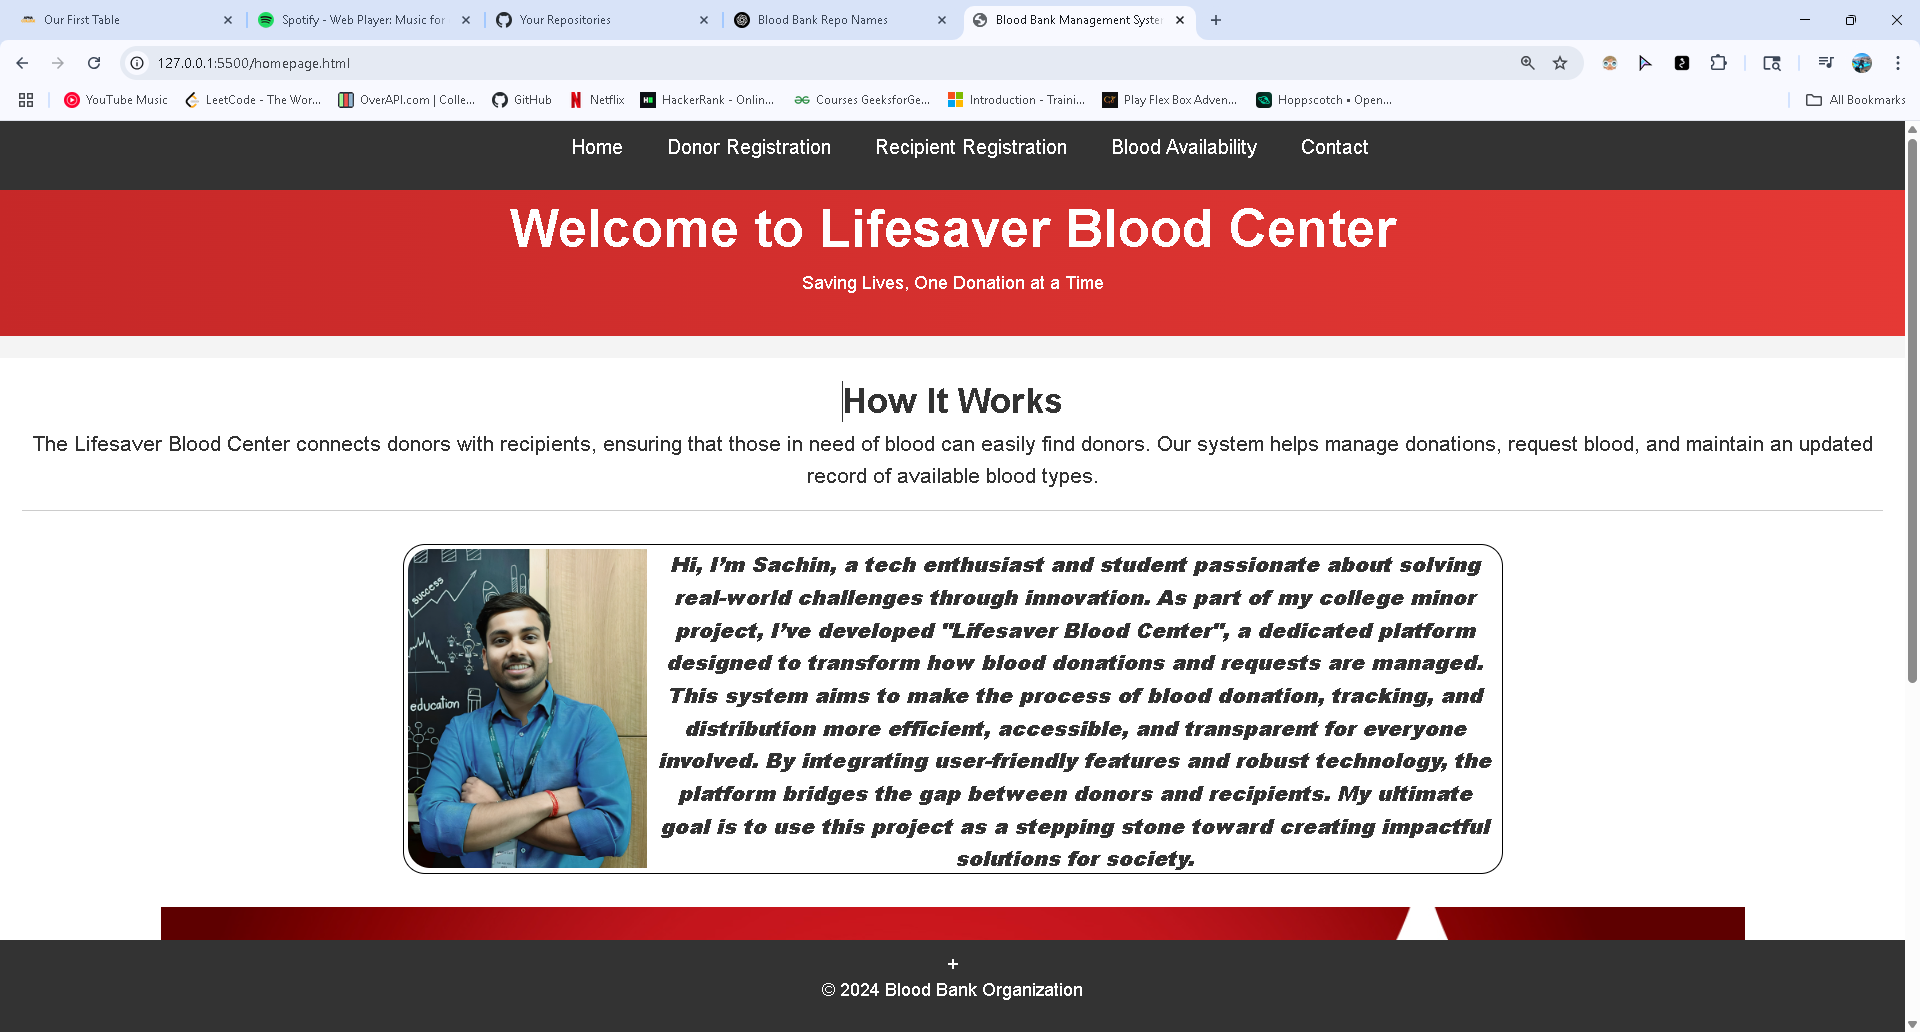 Our First Table
Spotify - Web Player: Music for
Your Repositories
Blood Bank Repo Names
Blood Bank Management Syste
127.0.0.1:5500/homepage.html
YouTube Music
LeetCode - The Wor...
OverAPI.com | Colle...
GitHub
Netflix
HackerRank - Onlin...
Courses GeeksforGe...
Introduction - Traini...
Play Flex Box Adven...
Hoppscotch • Open...
All Bookmarks
Home
Donor Registration
Recipient Registration
Blood Availability
Contact
Welcome to Lifesaver Blood Center
Saving Lives, One Donation at a Time
How It Works
The Lifesaver Blood Center connects donors with recipients, ensuring that those in need of blood can easily find donors. Our system helps manage donations, request blood, and maintain an updated
record of available blood types.
success
education
Hi, I’m Sachin, a tech enthusiast and student passionate about solving
real-world challenges through innovation. As part of my college minor
project, I’ve developed "Lifesaver Blood Center", a dedicated platform
designed to transform how blood donations and requests are managed.
This system aims to make the process of blood donation, tracking, and
distribution more efficient, accessible, and transparent for everyone
involved. By integrating user-friendly features and robust technology, the
platform bridges the gap between donors and recipients. My ultimate
goal is to use this project as a stepping stone toward creating impactful
solutions for society.
+
© 2024 Blood Bank Organization